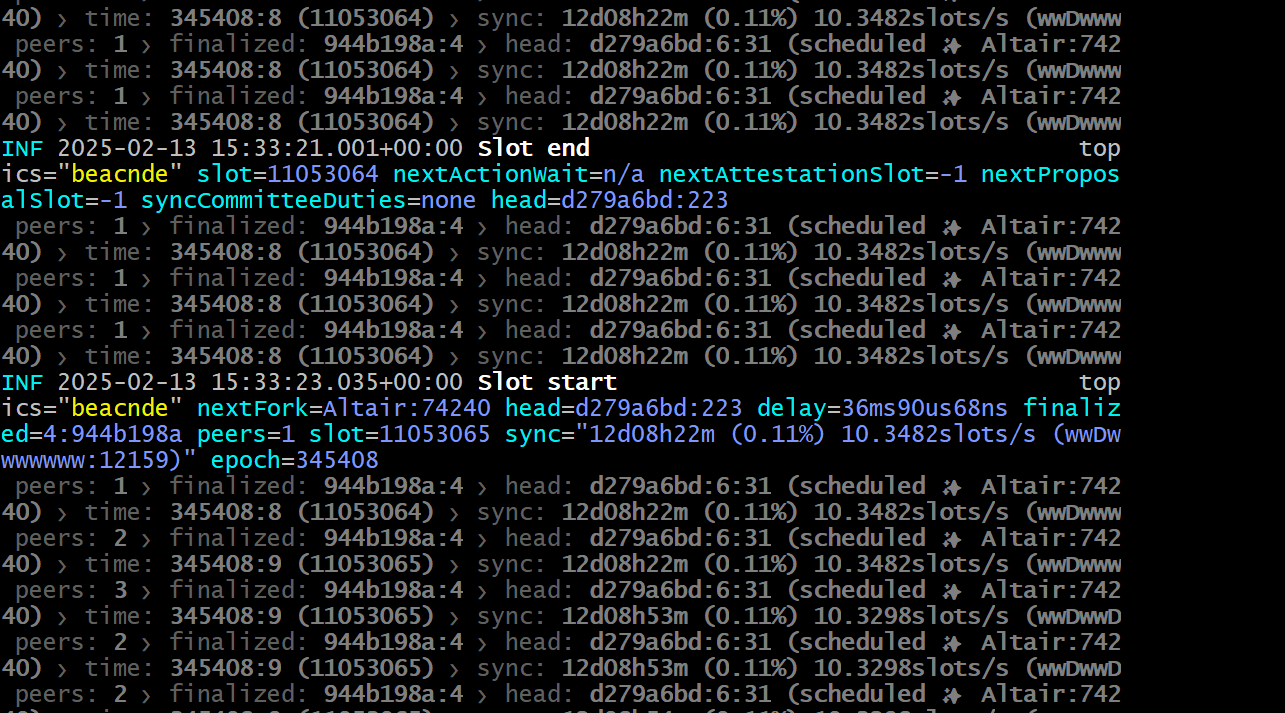 40) › time: 345408:8 (11053064) › sync: 12d08h22m (0.11%) 10.3482slots/s (wwDwww
peers: 1 › finalized: 944b198a:4 › head: d279a6bd:6:31 (scheduled ✨ Altair:742
40) › time: 345408:8 (11053064) › sync: 12d08h22m (0.11%) 10.3482slots/s (wwDwww
peers: 1 › finalized: 944b198a:4 › head: d279a6bd:6:31 (scheduled ✨ Altair:742
40) › time: 345408:8 (11053064) › sync: 12d08h22m (0.11%) 10.3482slots/s (wwDwww
INF 2025-02-13 15:33:21.001+00:00 Slot end top
ics="beacnde" slot=11053064 nextActionWait=n/a nextAttestationSlot=-1 nextPropos
alSlot=-1 syncCommitteeDuties=none head=d279a6bd:223
peers: 1 › finalized: 944b198a:4 › head: d279a6bd:6:31 (scheduled ✨ Altair:742
40) › time: 345408:8 (11053064) › sync: 12d08h22m (0.11%) 10.3482slots/s (wwDwww
peers: 1 › finalized: 944b198a:4 › head: d279a6bd:6:31 (scheduled ✨ Altair:742
40) › time: 345408:8 (11053064) › sync: 12d08h22m (0.11%) 10.3482slots/s (wwDwww
peers: 1 › finalized: 944b198a:4 › head: d279a6bd:6:31 (scheduled ✨ Altair:742
40) › time: 345408:8 (11053064) › sync: 12d08h22m (0.11%) 10.3482slots/s (wwDwww
INF 2025-02-13 15:33:23.035+00:00 Slot start top
ics="beacnde" nextFork=Altair:74240 head=d279a6bd:223 delay=36ms90us68ns finaliz
ed=4:944b198a peers=1 slot=11053065 sync="12d08h22m (0.11%) 10.3482slots/s (wwDw
wwwwww:12159)" epoch=345408
peers: 1 › finalized: 944b198a:4 › head: d279a6bd:6:31 (scheduled ✨ Altair:742
40) › time: 345408:8 (11053064) › sync: 12d08h22m (0.11%) 10.3482slots/s (wwDwww
peers: 2 › finalized: 944b198a:4 › head: d279a6bd:6:31 (scheduled ✨ Altair:742
40) › time: 345408:9 (11053065) › sync: 12d08h22m (0.11%) 10.3482slots/s (wwDwww
peers: 3 › finalized: 944b198a:4 › head: d279a6bd:6:31 (scheduled ✨ Altair:742
40) › time: 345408:9 (11053065) › sync: 12d08h53m (0.11%) 10.3298slots/s (wwDwwD
peers: 2 › finalized: 944b198a:4 › head: d279a6bd:6:31 (scheduled ✨ Altair:742
40) › time: 345408:9 (11053065) › sync: 12d08h53m (0.11%) 10.3298slots/s (wwDwwD
peers: 2 › finalized: 944b198a:4 › head: d279a6bd:6:31 (scheduled ✨ Altair:742